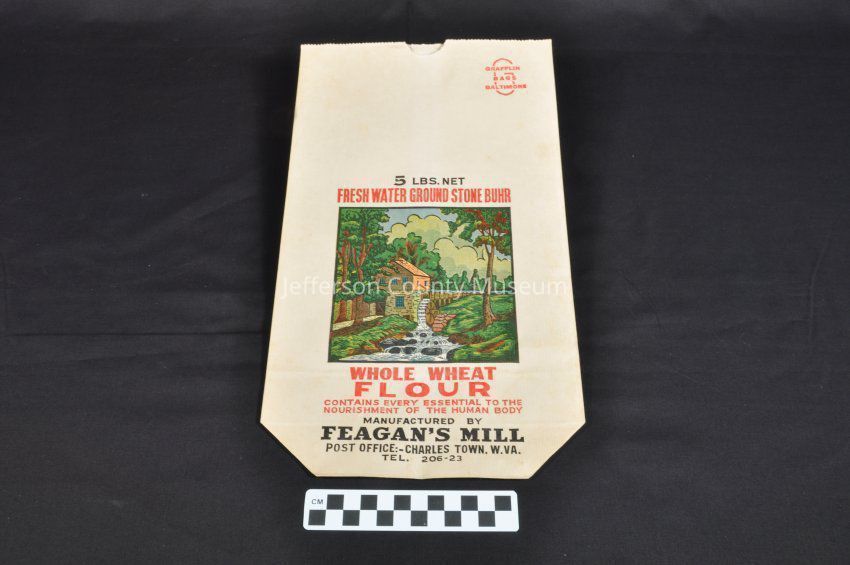 GRAFFLIN
BAGS
BALTIMORE
5 LBS. NET
FRESH WATER GROUND STONE BUHR
Jefferson County Museum
WHOLE WHEAT
FLOUR
CONTAINS EVERY ESSENTIAL TO THE
NOURISHMENT OF THE HUMAN BODY
MANUFACTURED BY
FEAGAN'S MILL
POST OFFICE:-CHARLES TOWN, W.VA.
TEL. 206-23
CM